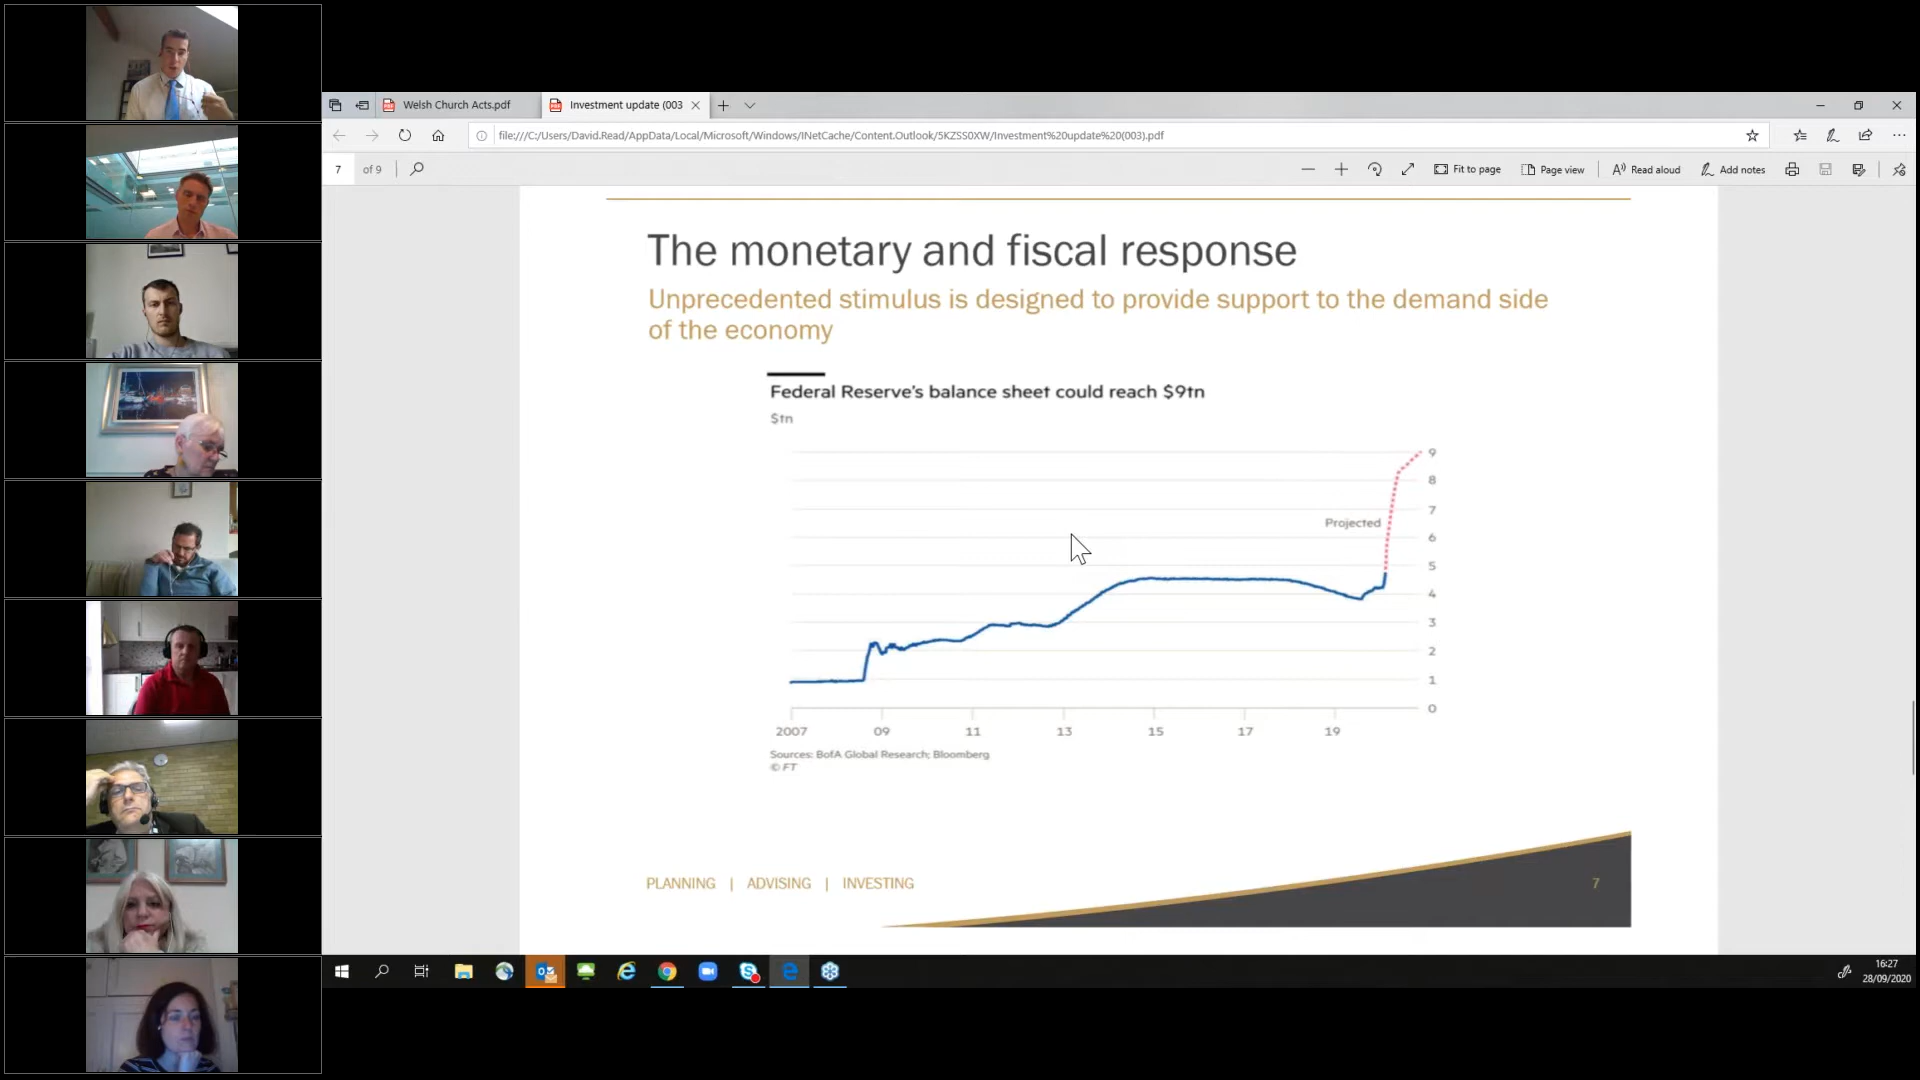 Welsh Church Acts.pdf
Investment update (003
file:///C:/Users/David.Read/AppData/Local/Microsoft/Windows/INetCache/Content.Outlook/5KZSS0XW/Investment%20update%20(003).pdf
7 of 9
Fit to page
Page view
Read aloud
Add notes
The monetary and fiscal response
Unprecedented stimulus is designed to provide support to the demand side
of the economy
Federal Reserve's balance sheet could reach $9tn
$tn
9
8
7
Projected
6
5
4
3
2
1
0
2007 09 11 13 15 17 19
Sources: BofA Global Research; Bloomberg
© FT
PLANNING | ADVISING | INVESTING
7
16:27
28/09/2020